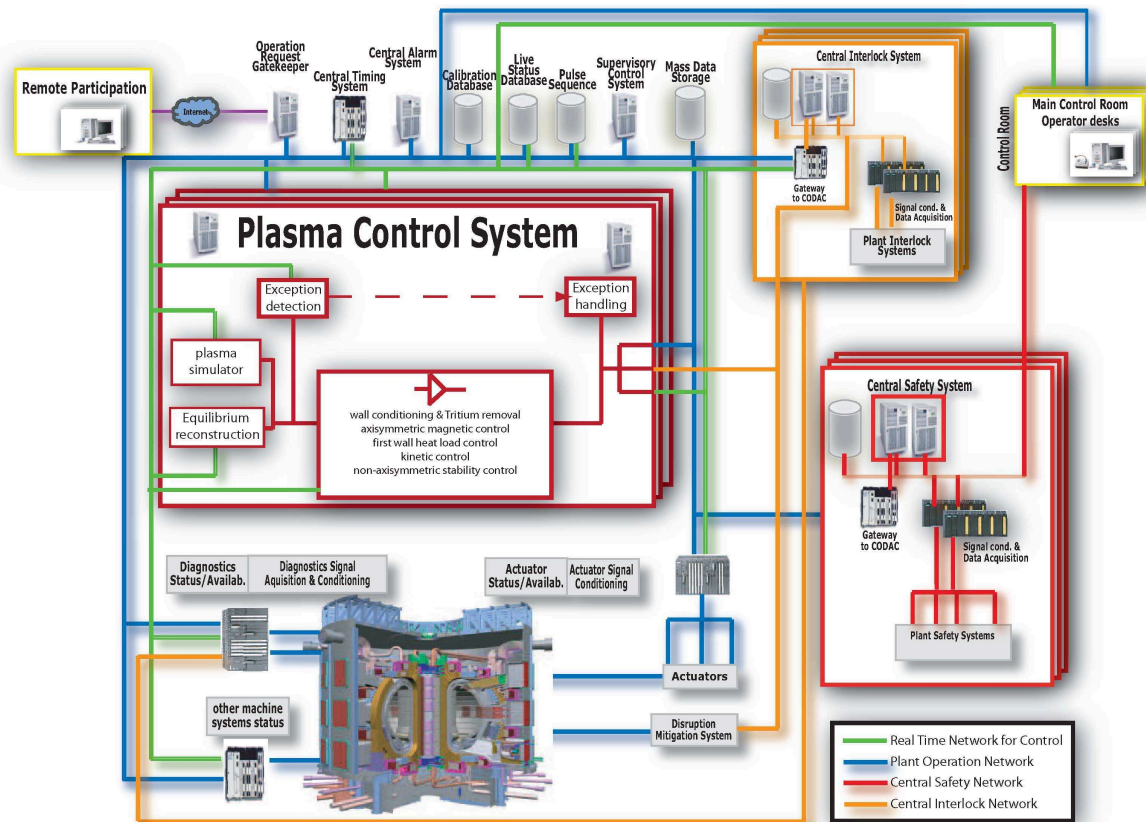 Remote Participation
Internet
Operation
Request
GateKeeper
Central Timing
System
Central Alarm
System
Calibration
Database
Live
Status
Database
Pulse
Sequence
Supervisory
Control
System
Mass Data
Storage
Central Interlock System
Gateway
to CODAC
Signal cond. &
Data Acquisition
Plant Interlock
Systems
Control Room
Main Control Room
Operator desks
Plasma Control System
Exception
detection
Exception
handling
plasma
simulator
Equilibrium
reconstruction
wall conditioning & Tritium removal
axisymmetric magnetic control
first wall heat load control
kinetic control
non-axisymmetric stability control
Central Safety System
Gateway
to CODAC
Signal cond. &
Data Acquisition
Plant Safety Systems
Diagnostics
Status/Availab.
Diagnostics Signal
Aquisition & Conditioning
Actuator
Status/Availab.
Actuator Signal
Conditioning
Actuators
other machine
systems status
Disruption
Mitigation System
Real Time Network for Control
Plant Operation Network
Central Safety Network
Central Interlock Network